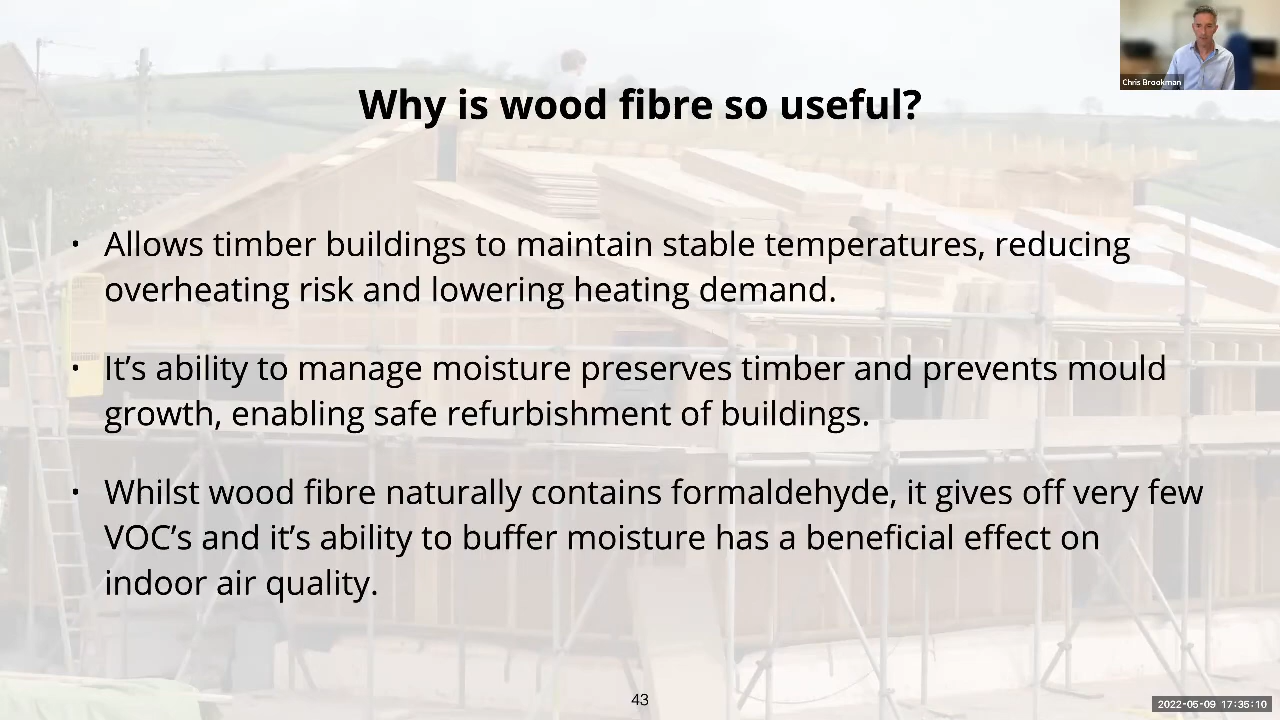 Chris Brookman
Why is wood fibre so useful?
• Allows timber buildings to maintain stable temperatures, reducing
overheating risk and lowering heating demand.
• It’s ability to manage moisture preserves timber and prevents mould
growth, enabling safe refurbishment of buildings.
• Whilst wood fibre naturally contains formaldehyde, it gives off very few
VOC’s and it’s ability to buffer moisture has a beneficial effect on
indoor air quality.
43
2022-05-09 17:35:10